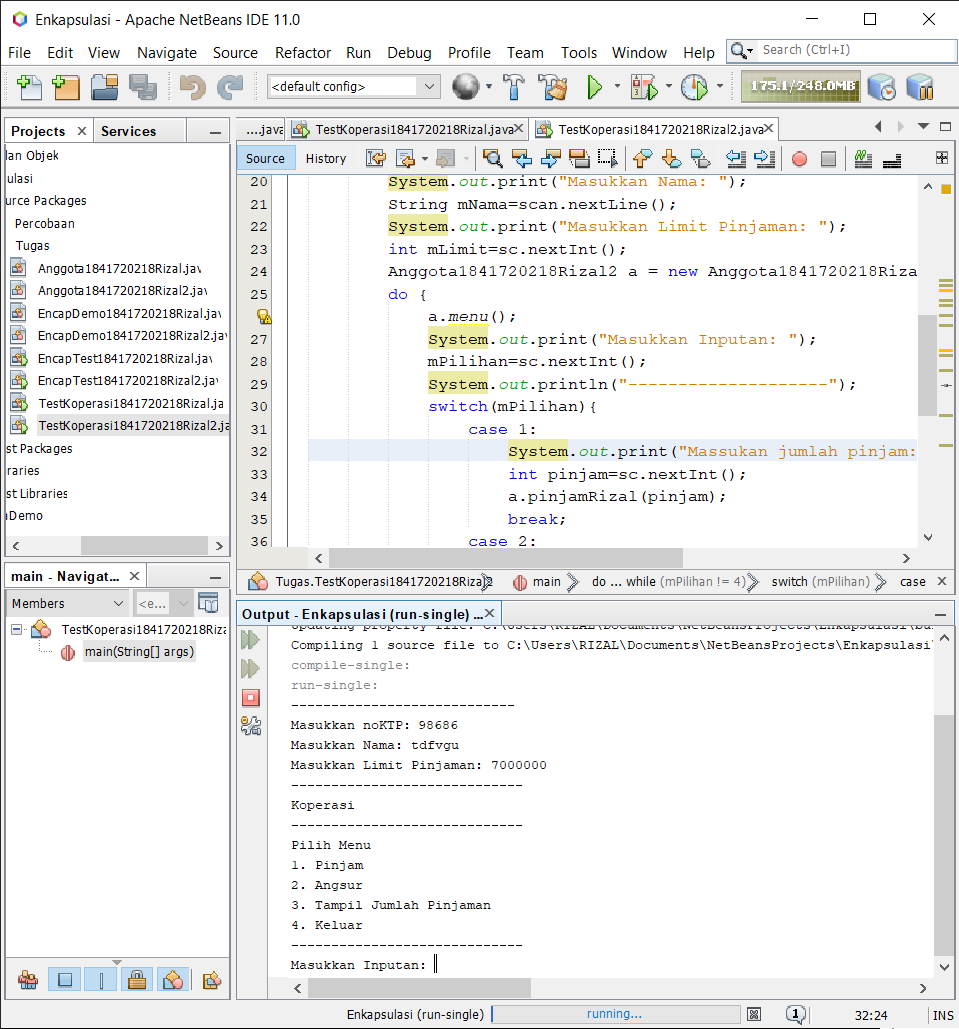 Enkapsulasi - Apache NetBeans IDE 11.0
File Edit View Navigate Source Refactor Run Debug Profile Team Tools Window Help
Search (Ctrl+I)
<default config>
175.1/248.0MB
Projects
Services
....java
TestKoperasi1841720218Rizal.java
TestKoperasi1841720218Rizal2.java
lan Objek
ulasi
urce Packages
Percobaan
Tugas
Anggota1841720218Rizal.jav
Anggota1841720218Rizal2.jav
EncapDemo1841720218Rizal.jav
EncapDemo1841720218Rizal2.jav
EncapTest1841720218Rizal.jav
EncapTest1841720218Rizal2.jav
TestKoperasi1841720218Rizal.ja
TestKoperasi1841720218Rizal2.ja
st Packages
raries
st Libraries
Demo
Source History
20 System.out.print("Masukkan Nama: ");
21 String mNama=scan.nextLine();
22 System.out.print("Masukkan Limit Pinjaman: ");
23 int mLimit=sc.nextInt();
24 Anggota1841720218Rizal2 a = new Anggota1841720218Riza
25 do {
a.menu();
27 System.out.print("Masukkan Inputan: ");
28 mPilihan=sc.nextInt();
29 System.out.println("--------------------");
30 switch(mPilihan){
31 case 1:
32 System.out.print("Massukan jumlah pinjam:
33 int pinjam=sc.nextInt();
34 a.pinjamRizal(pinjam);
35 break;
36 case 2:
Tugas.TestKoperasi1841720218Rizal2
main
do ... while (mPilihan != 4)
switch (mPilihan)
case
main - Navigat...
Members
<e...
TestKoperasi1841720218Riza
main(String[] args)
Output - Enkapsulasi (run-single) ...
Updating property file: C:\Users\RIZAL\Documents\NetBeansProjects\Enkapsulasi\bu
Compiling 1 source file to C:\Users\RIZAL\Documents\NetBeansProjects\Enkapsulasi\
compile-single:
run-single:
----------------------------
Masukkan noKTP: 98686
Masukkan Nama: tdfvgu
Masukkan Limit Pinjaman: 7000000
-----------------------------
Koperasi
-----------------------------
Pilih Menu
1. Pinjam
2. Angsur
3. Tampil Jumlah Pinjaman
4. Keluar
-----------------------------
Masukkan Inputan:
Enkapsulasi (run-single)
running...
1
32:24
INS